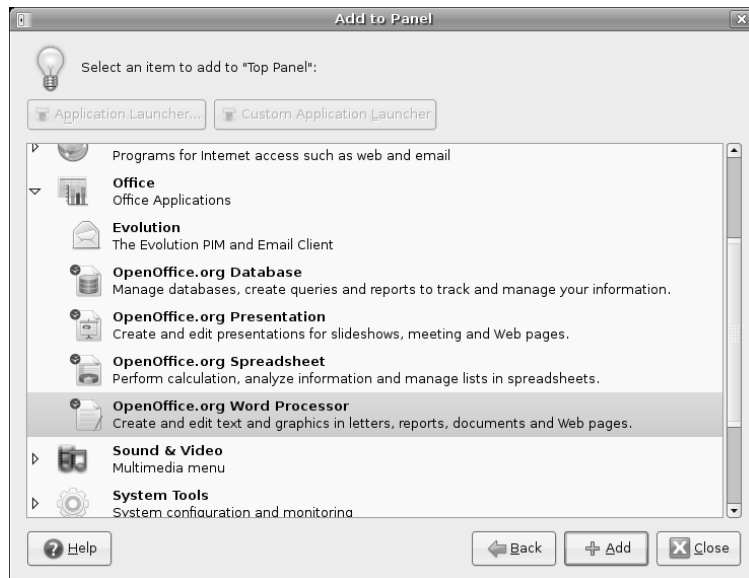 Add to Panel
Select an item to add to "Top Panel":
Application Launcher...
Custom Application Launcher
Programs for Internet access such as web and email
Office
Office Applications
Evolution
The Evolution PIM and Email Client
OpenOffice.org Database
Manage databases, create queries and reports to track and manage your information.
OpenOffice.org Presentation
Create and edit presentations for slideshows, meeting and Web pages.
OpenOffice.org Spreadsheet
Perform calculation, analyze information and manage lists in spreadsheets.
OpenOffice.org Word Processor
Create and edit text and graphics in letters, reports, documents and Web pages.
Sound & Video
Multimedia menu
System Tools
System configuration and monitoring
Help
Back
Add
Close